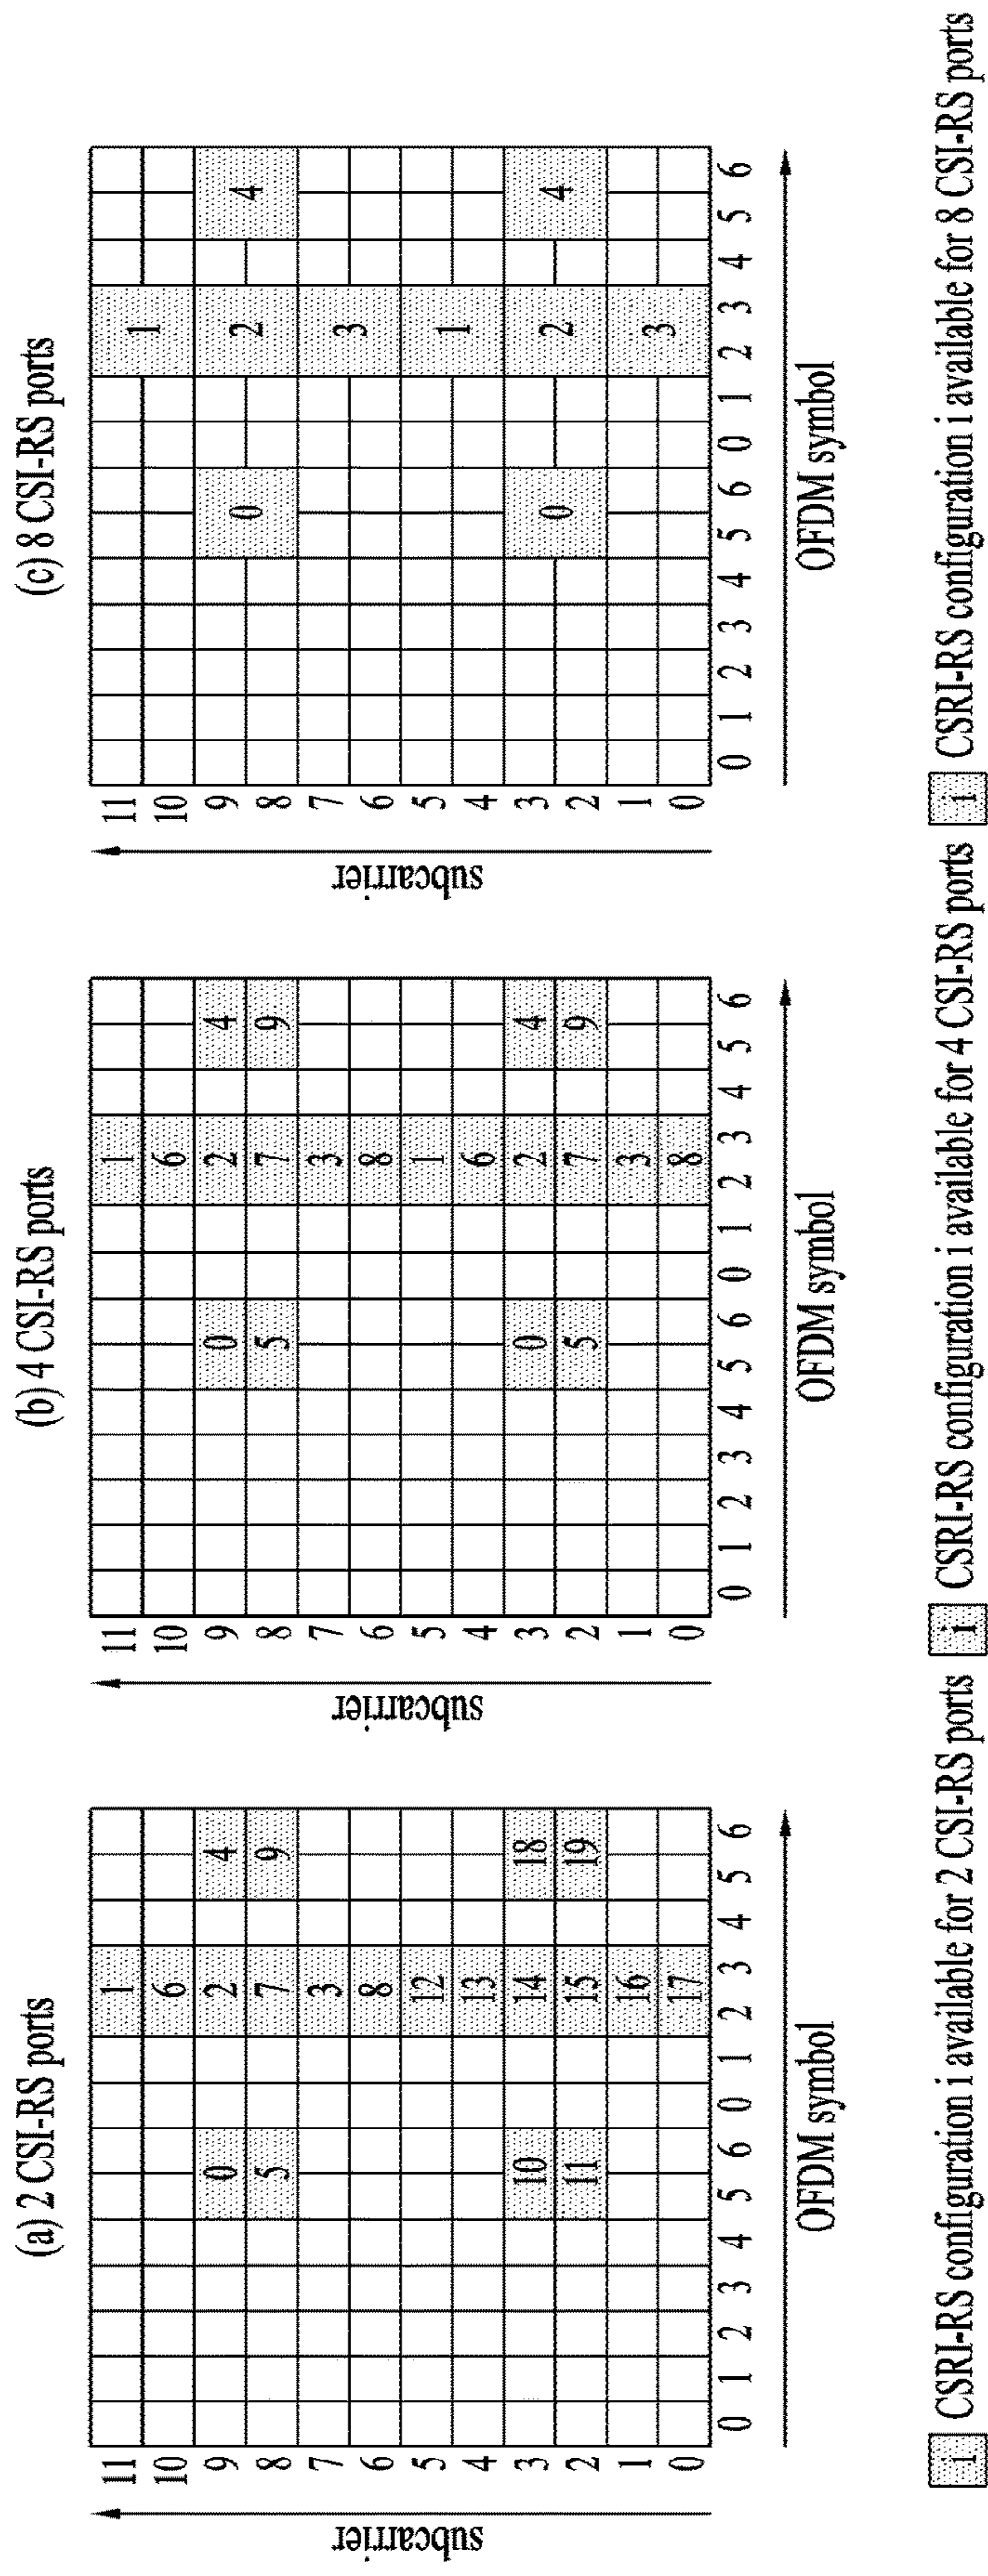 (a) 2 CSI-RS ports
subcarrier
11 1
10 6
9 0 2 4
8 5 7 9
7 3
6 8
5 12
4 13
3 10 14 18
2 11 15 19
1 16
0 17
0 1 2 3 4 5 6 0 1 2 3 4 5 6
OFDM symbol
(b) 4 CSI-RS ports
subcarrier
11 1
10 6
9 0 2 4
8 5 7 9
7 3
6 8
5 1
4 6
3 0 2 4
2 5 7 9
1 3
0 8
0 1 2 3 4 5 6 0 1 2 3 4 5 6
OFDM symbol
(c) 8 CSI-RS ports
subcarrier
11
1
10
9
0 2 4
8
7
3
6
5
1
4
3
0 2 4
2
1
3
0
0 1 2 3 4 5 6 0 1 2 3 4 5 6
OFDM symbol
i CSRI-RS configuration i available for 2 CSI-RS ports
i CSRI-RS configuration i available for 4 CSI-RS ports
i CSRI-RS configuration i available for 8 CSI-RS ports